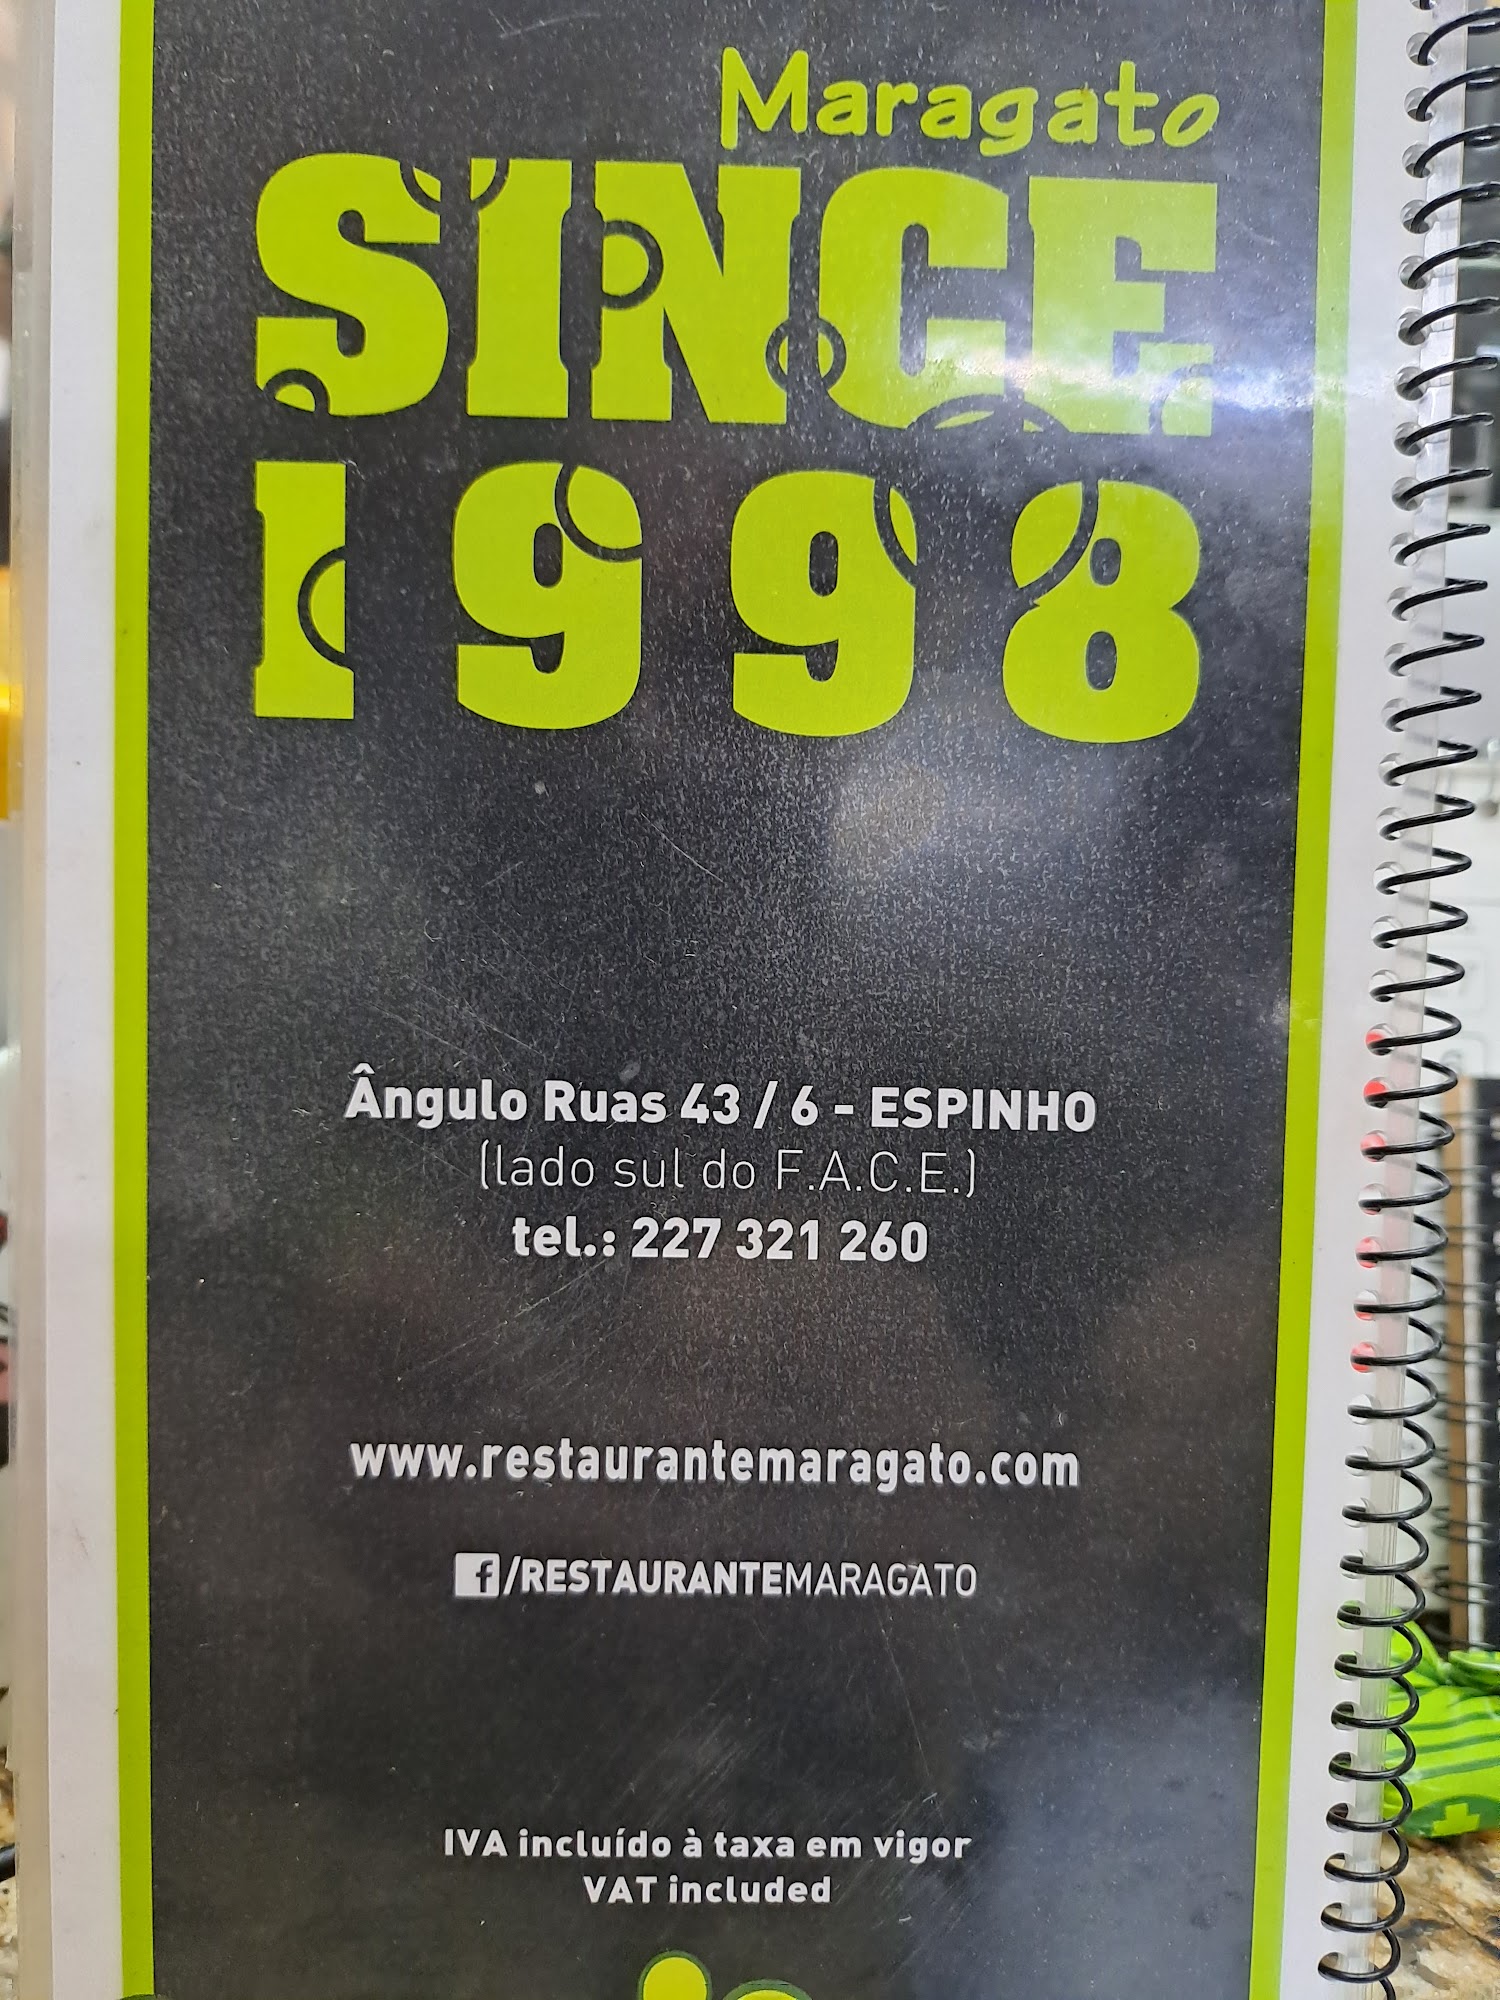 Maragato
SINCE
1998
Ângulo Ruas 43 / 6 - ESPINHO
(lado sul do F.A.C.E.)
tel.: 227 321 260
www.restaurantemaragato.com
f/RESTAURANTEMARAGATO
IVA incluído à taxa em vigor
VAT included